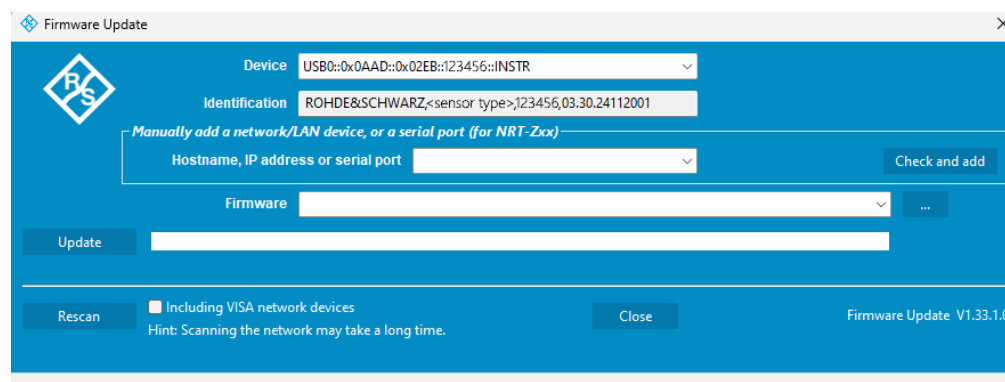 Firmware Update
R
S
Device USB0::0x0AAD::0x02EB::123456::INSTR
Identification ROHDE&SCHWARZ,<sensor type>,123456,03.30.24112001
Manually add a network/LAN device, or a serial port (for NRT-Zxx)
Hostname, IP address or serial port Check and add
Firmware ...
Update
Rescan Including VISA network devices Close Firmware Update V1.33.1.0
Hint: Scanning the network may take a long time.